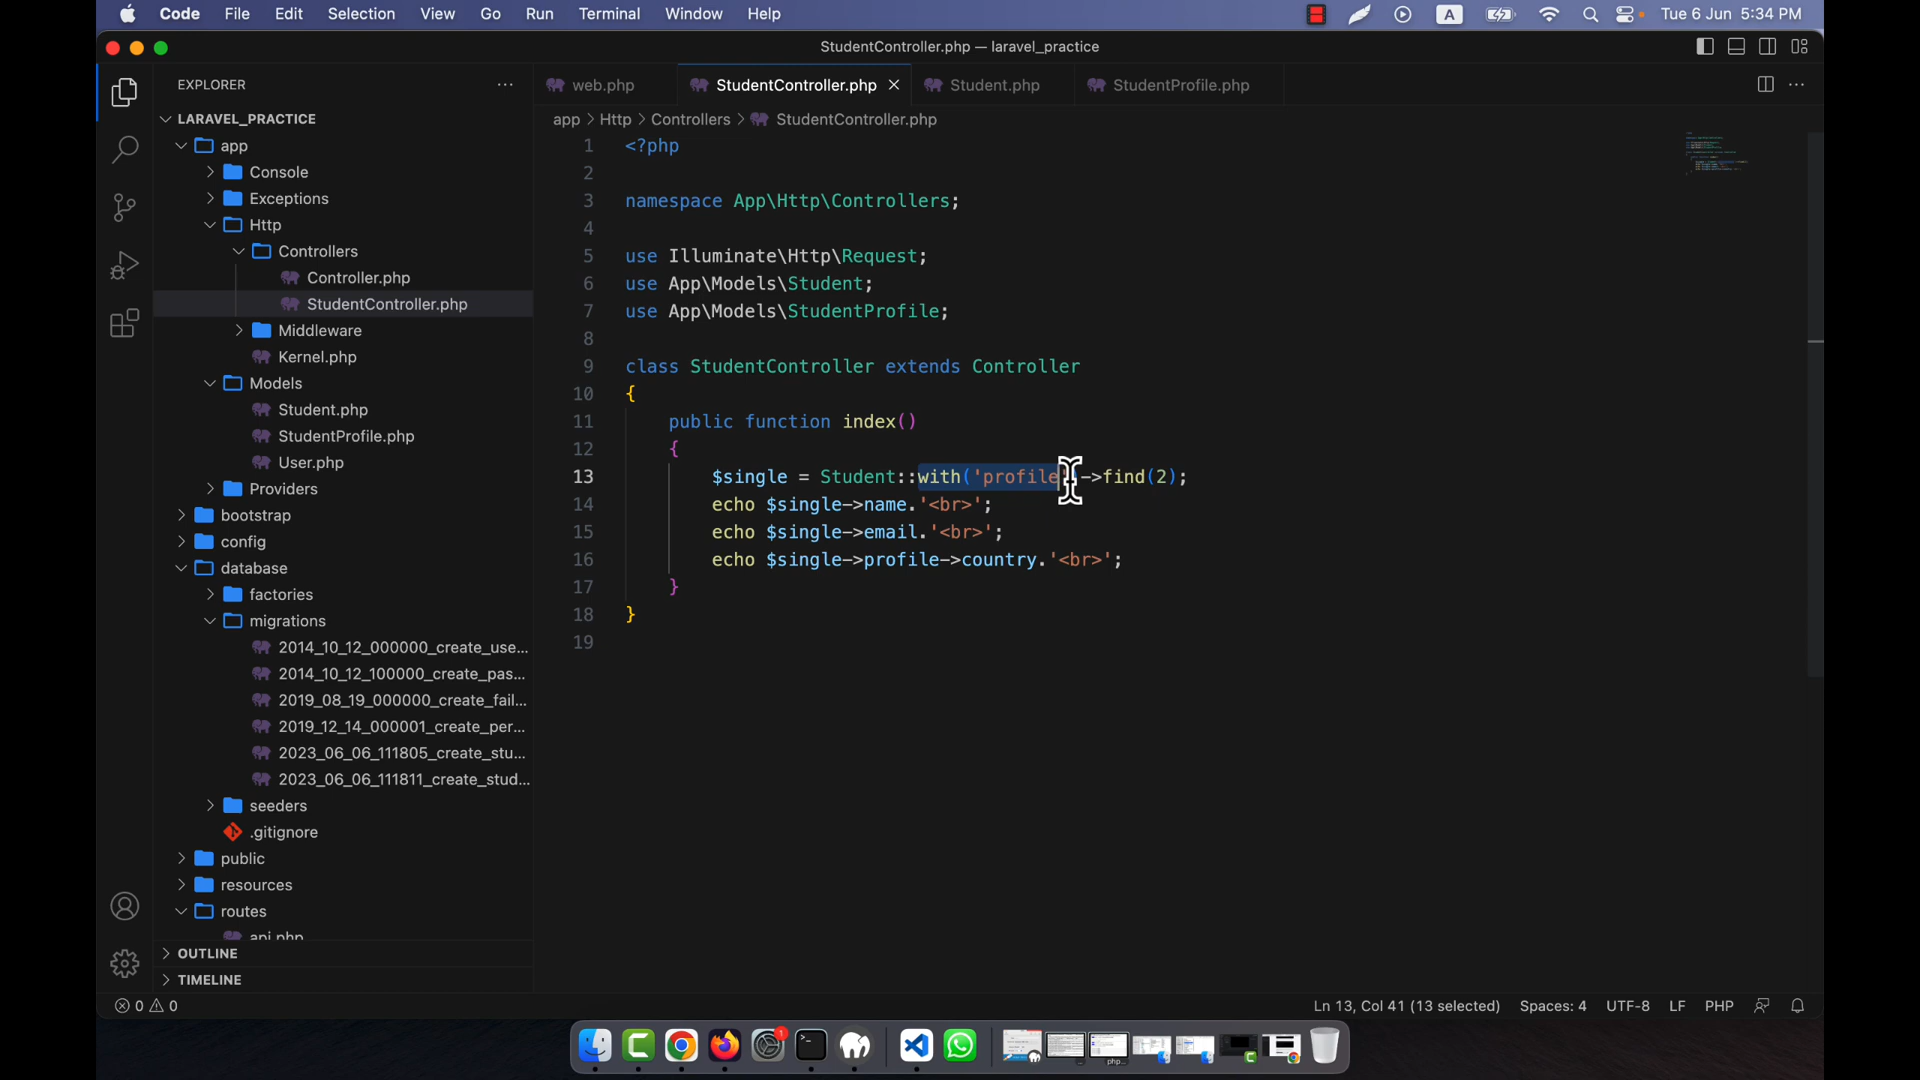 Code File Edit Selection View Go Run Terminal Window Help A Tue 6 Jun 5:34 PM
StudentController.php — laravel_practice
EXPLORER
web.php StudentController.php Student.php StudentProfile.php
app > Http > Controllers > StudentController.php
LARAVEL_PRACTICE
app
Console
Exceptions
Http
Controllers
Controller.php
StudentController.php
Middleware
Kernel.php
Models
Student.php
StudentProfile.php
User.php
Providers
bootstrap
config
database
factories
migrations
2014_10_12_000000_create_use...
2014_10_12_100000_create_pas...
2019_08_19_000000_create_fail...
2019_12_14_000001_create_per...
2023_06_06_111805_create_stu...
2023_06_06_111811_create_stud...
seeders
.gitignore
public
resources
routes
api.php
OUTLINE
TIMELINE
1 <?php
2
3 namespace App\Http\Controllers;
4
5 use Illuminate\Http\Request;
6 use App\Models\Student;
7 use App\Models\StudentProfile;
8
9 class StudentController extends Controller
10 {
11 public function index()
12 {
13 $single = Student::with('profile')->find(2);
14 echo $single->name.'<br>';
15 echo $single->email.'<br>';
16 echo $single->profile->country.'<br>';
17 }
18 }
19
0 0 Ln 13, Col 41 (13 selected) Spaces: 4 UTF-8 LF PHP
1
php...